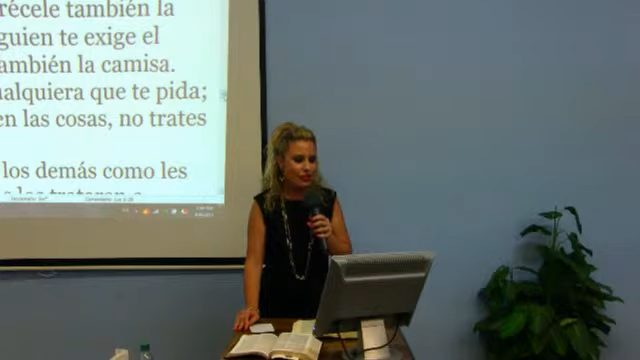 récele también la
guien te exige el
ambién la camisa.
alquiera que te pida;
en las cosas, no trates
los demás como les